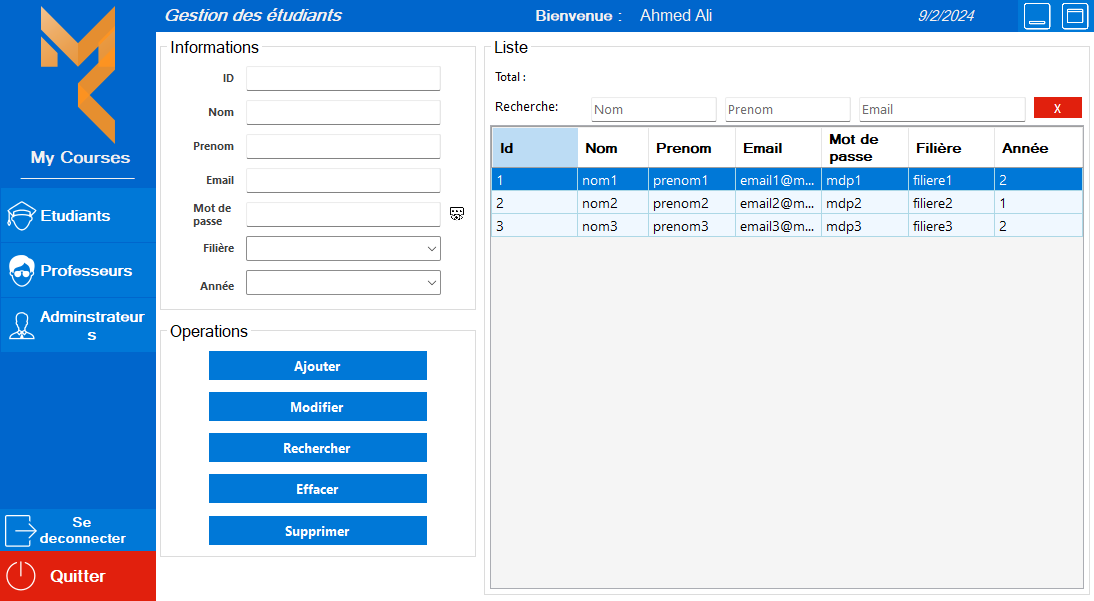 Gestion des étudiants
Bienvenue :
Ahmed Ali
9/2/2024
My Courses
Etudiants
Professeurs
Adminstrateur
s
Se
deconnecter
Quitter
Informations
ID
Nom
Prenom
Email
Mot de
passe
Filière
Année
Operations
Ajouter
Modifier
Rechercher
Effacer
Supprimer
Liste
Total :
Recherche: Nom Prenom Email X
Id Nom Prenom Email Mot de passe Filière Année
1 nom1 prenom1 email1@m... mdp1 filiere1 2
2 nom2 prenom2 email2@m... mdp2 filiere2 1
3 nom3 prenom3 email3@m... mdp3 filiere3 2